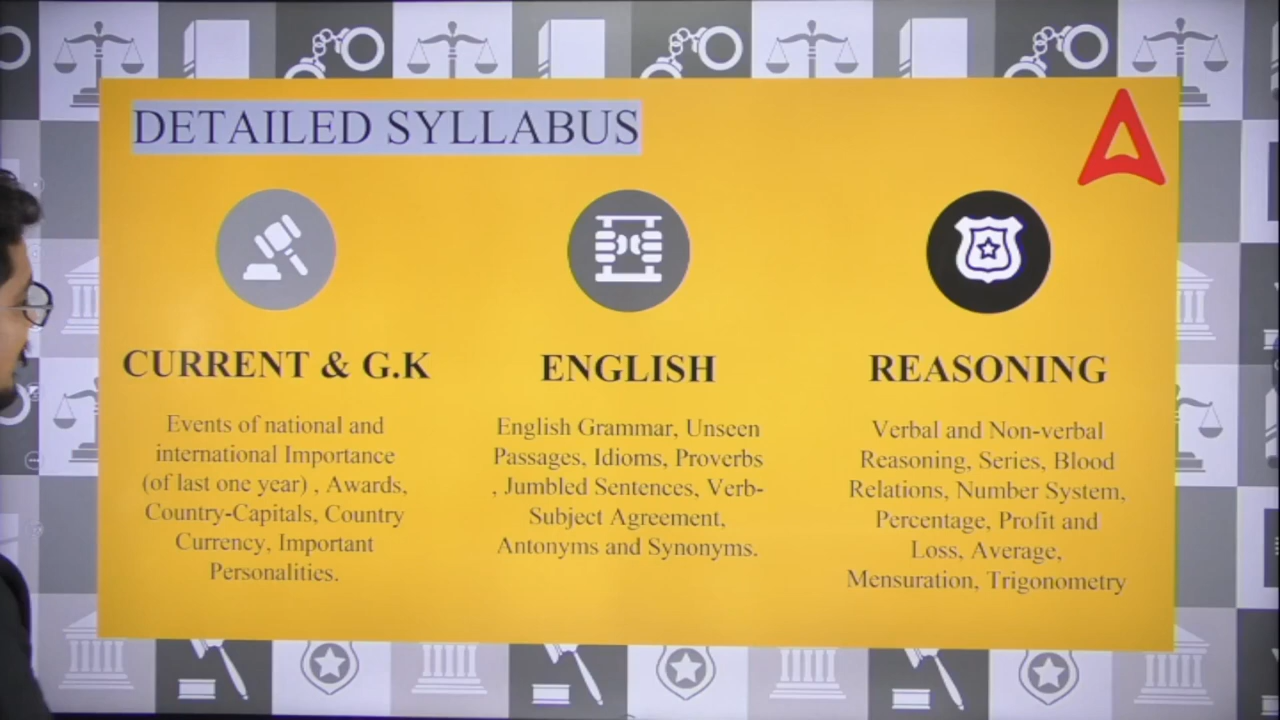 DETAILED SYLLABUS
CURRENT & G.K
Events of national and
international Importance
(of last one year) , Awards,
Country-Capitals, Country
Currency, Important
Personalities.
ENGLISH
English Grammar, Unseen
Passages, Idioms, Proverbs
, Jumbled Sentences, Verb-
Subject Agreement,
Antonyms and Synonyms.
REASONING
Verbal and Non-verbal
Reasoning, Series, Blood
Relations, Number System,
Percentage, Profit and
Loss, Average,
Mensuration, Trigonometry